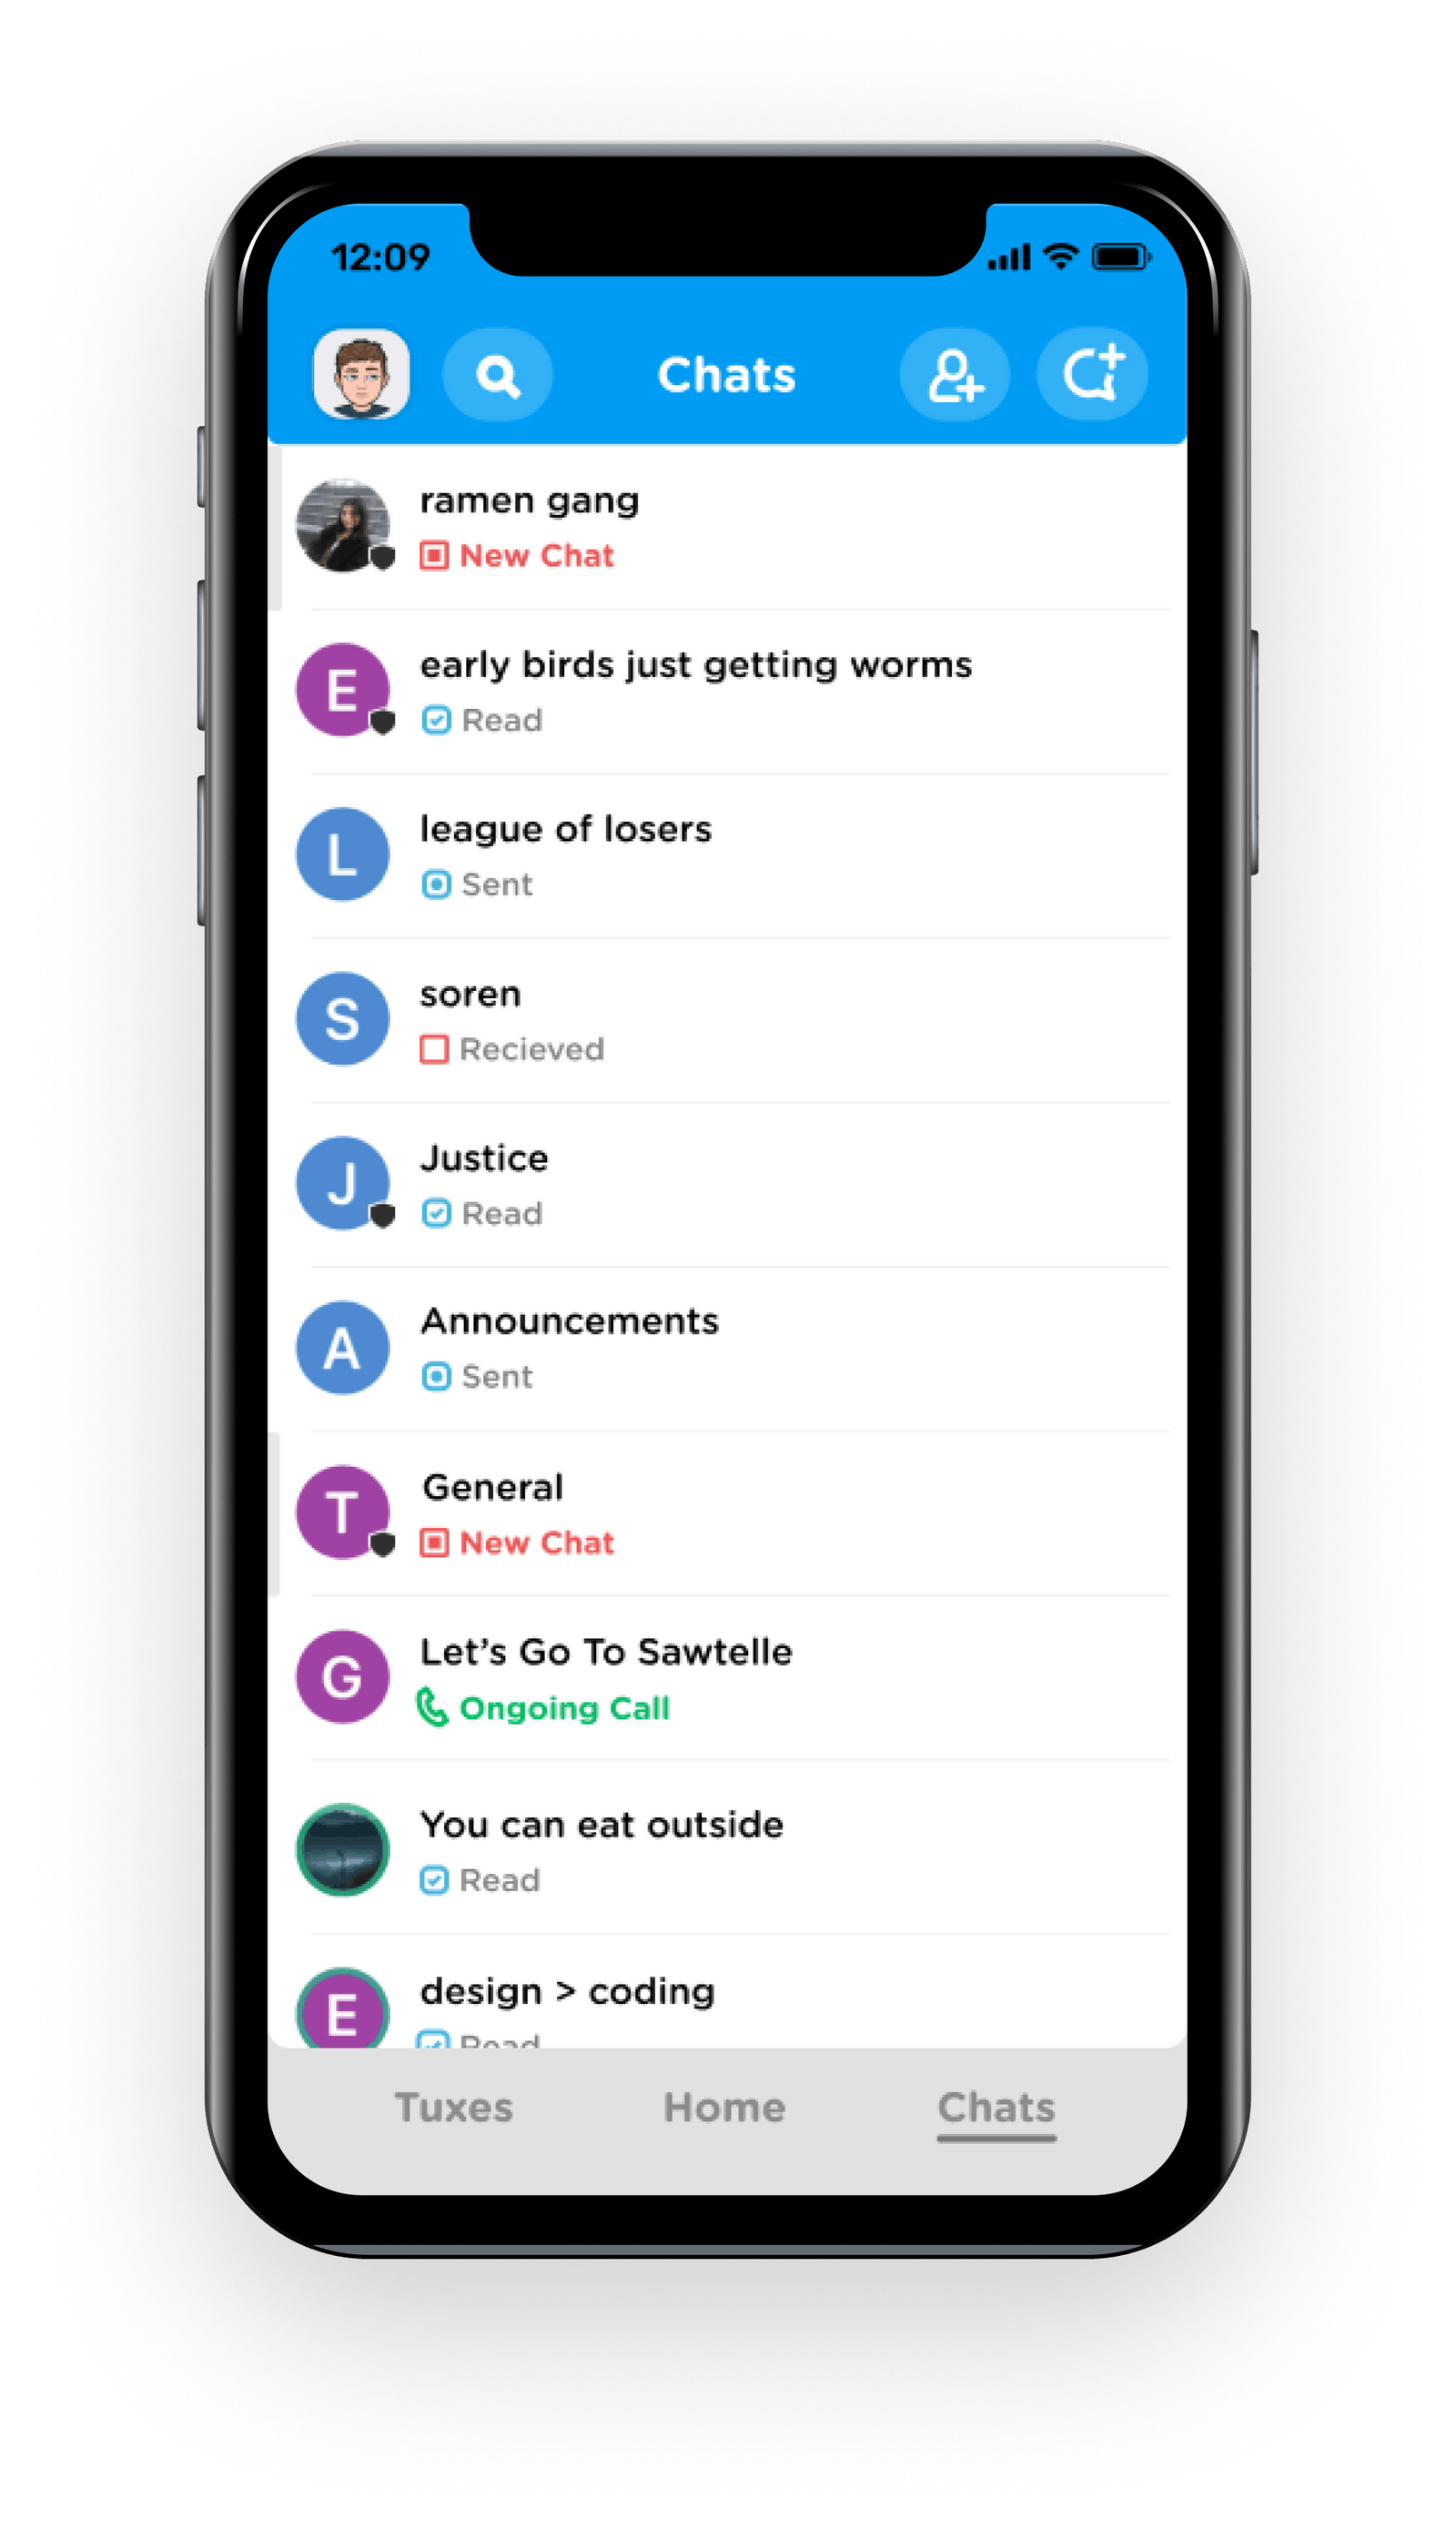 12:09
Chats
ramen gang
New Chat
E
early birds just getting worms
Read
L
league of losers
Sent
S
soren
Recieved
J
Justice
Read
A
Announcements
Sent
T
General
New Chat
G
Let’s Go To Sawtelle
Ongoing Call
You can eat outside
Read
E
design > coding
Read
Tuxes
Home
Chats